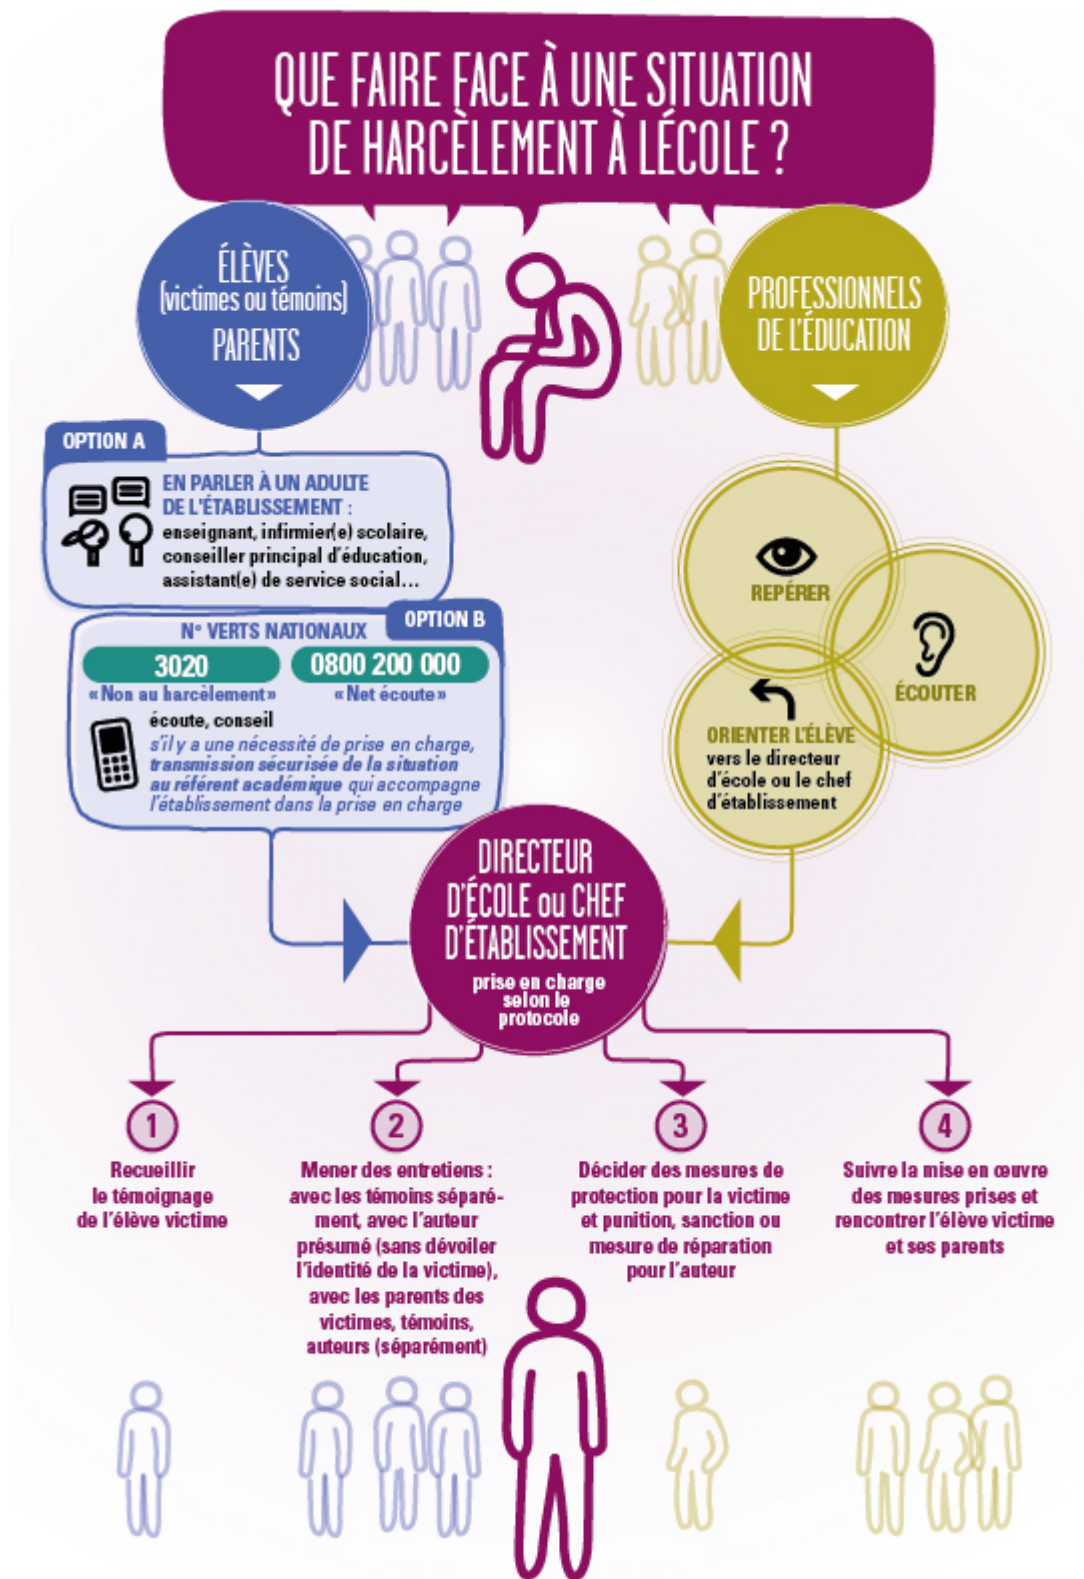 QUE FAIRE FACE À UNE SITUATION
DE HARCÈLEMENT À LÉCOLE ?
ÉLÈVES
(victimes ou témoins)
PARENTS
PROFESSIONNELS
DE L'ÉDUCATION
OPTION A
EN PARLER À UN ADULTE
DE L'ÉTABLISSEMENT :
enseignant, infirmier(e) scolaire,
conseiller principal d'éducation,
assistant(e) de service social...
OPTION B
N° VERTS NATIONAUX
3020
0800 200 000
« Non au harcèlement »
« Net écoute »
écoute, conseil
s'il y a une nécessité de prise en charge,
transmission sécurisée de la situation
au référent académique qui accompagne
l'établissement dans la prise en charge
REPÉRER
ÉCOUTER
ORIENTER L'ÉLÈVE
vers le directeur
d'école ou le chef
d'établissement
DIRECTEUR
D'ÉCOLE ou CHEF
D'ÉTABLISSEMENT
prise en charge
selon le
protocole
1
Recueillir
le témoignage
de l'élève victime
2
Mener des entretiens :
avec les témoins séparé-
ment, avec l'auteur
présumé (sans dévoiler
l'identité de la victime),
avec les parents des
victimes, témoins,
auteurs (séparément)
3
Décider des mesures de
protection pour la victime
et punition, sanction ou
mesure de réparation
pour l'auteur
4
Suivre la mise en œuvre
des mesures prises et
rencontrer l'élève victime
et ses parents